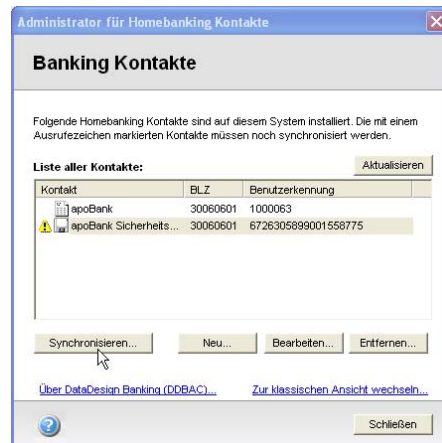 Administrator für Homebanking Kontakte
Banking Kontakte
Folgende Homebanking Kontakte sind auf diesem System installiert. Die mit einem
Ausrufezeichen markierten Kontakte müssen noch synchronisiert werden.
Liste aller Kontakte: Aktualisieren
Kontakt BLZ Benutzerkennung
apoBank 30060601 1000063
apoBank Sicherheits... 30060601 6726305899001558775
Synchronisieren... Neu... Bearbeiten... Entfernen...
Über DataDesign Banking (DDBAC)... Zur klassischen Ansicht wechseln...
Schließen